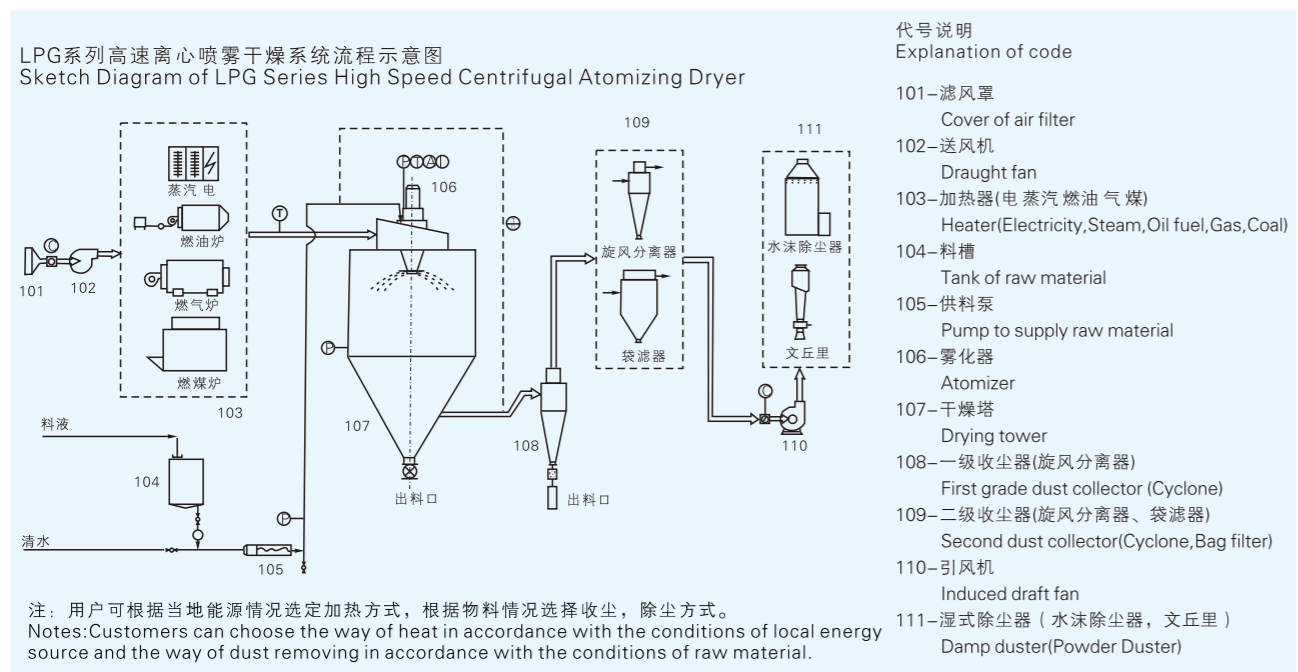 LPG系列高速离心喷雾干燥系统流程示意图
Sketch Diagram of LPG Series High Speed Centrifugal Atomizing Dryer
蒸汽 电
燃油炉
燃气炉
燃煤炉
101
102
103
C
T
PTAD
106
P
107
出料口
料液
104
清水
P
105
108
出料口
109
旋风分离器
袋滤器
111
水沫除尘器
文丘里
C
110
注：用户可根据当地能源情况选定加热方式，根据物料情况选择收尘，除尘方式。
Notes:Customers can choose the way of heat in accordance with the conditions of local energy
source and the way of dust removing in accordance with the conditions of raw material.
代号说明
Explanation of code
101–滤风罩
Cover of air filter
102–送风机
Draught fan
103–加热器(电 蒸汽 燃油 气 煤)
Heater(Electricity,Steam,Oil fuel,Gas,Coal)
104–料槽
Tank of raw material
105–供料泵
Pump to supply raw material
106–雾化器
Atomizer
107–干燥塔
Drying tower
108–一级收尘器(旋风分离器)
First grade dust collector (Cyclone)
109–二级收尘器(旋风分离器、袋滤器)
Second dust collector(Cyclone,Bag filter)
110–引风机
Induced draft fan
111–湿式除尘器（水沫除尘器，文丘里）
Damp duster(Powder Duster)